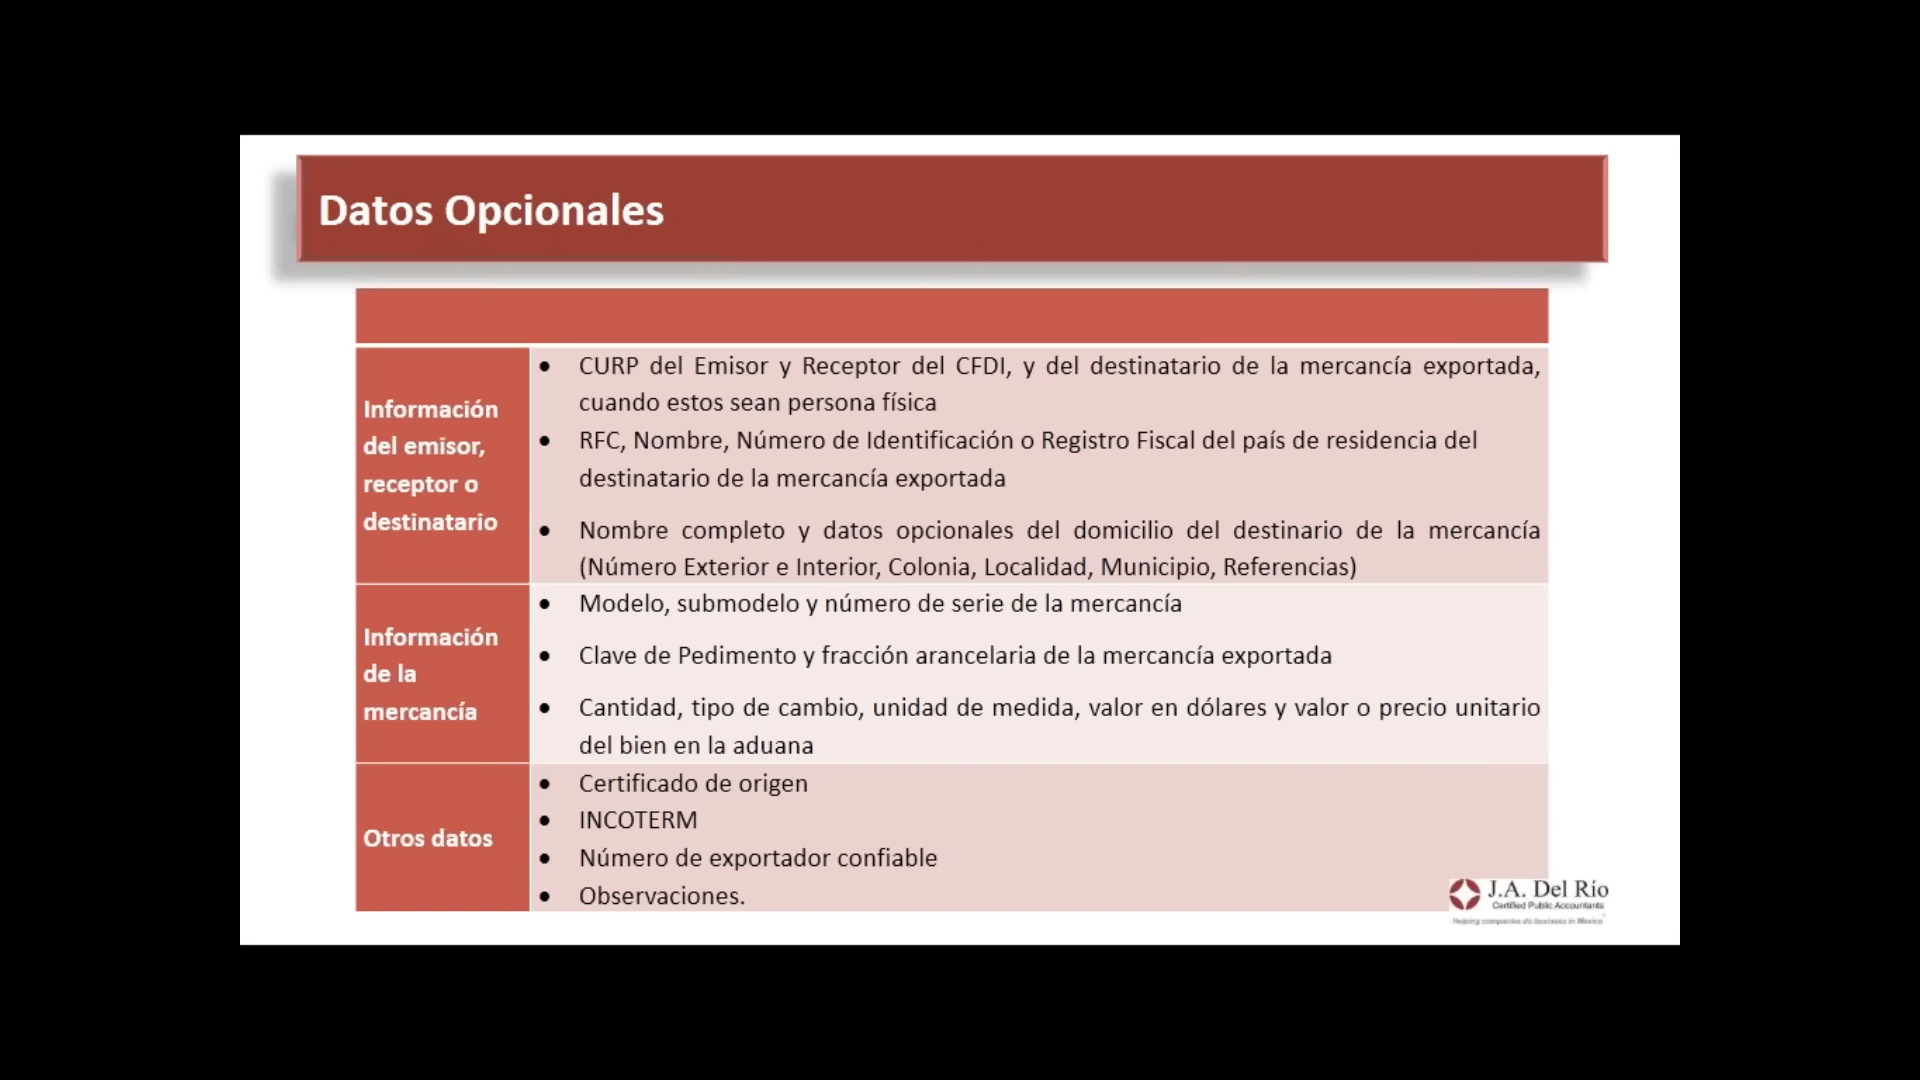 Datos Opcionales
Información
del emisor,
receptor o
destinatario
• CURP del Emisor y Receptor del CFDI, y del destinatario de la mercancía exportada,
cuando estos sean persona física
• RFC, Nombre, Número de Identificación o Registro Fiscal del país de residencia del
destinatario de la mercancía exportada
• Nombre completo y datos opcionales del domicilio del destinario de la mercancía
(Número Exterior e Interior, Colonia, Localidad, Municipio, Referencias)
Información
de la
mercancía
• Modelo, submodelo y número de serie de la mercancía
• Clave de Pedimento y fracción arancelaria de la mercancía exportada
• Cantidad, tipo de cambio, unidad de medida, valor en dólares y valor o precio unitario
del bien en la aduana
Otros datos
• Certificado de origen
• INCOTERM
• Número de exportador confiable
• Observaciones.
J.A. Del Río
Certified Public Accountants
Helping companies do business in Mexico